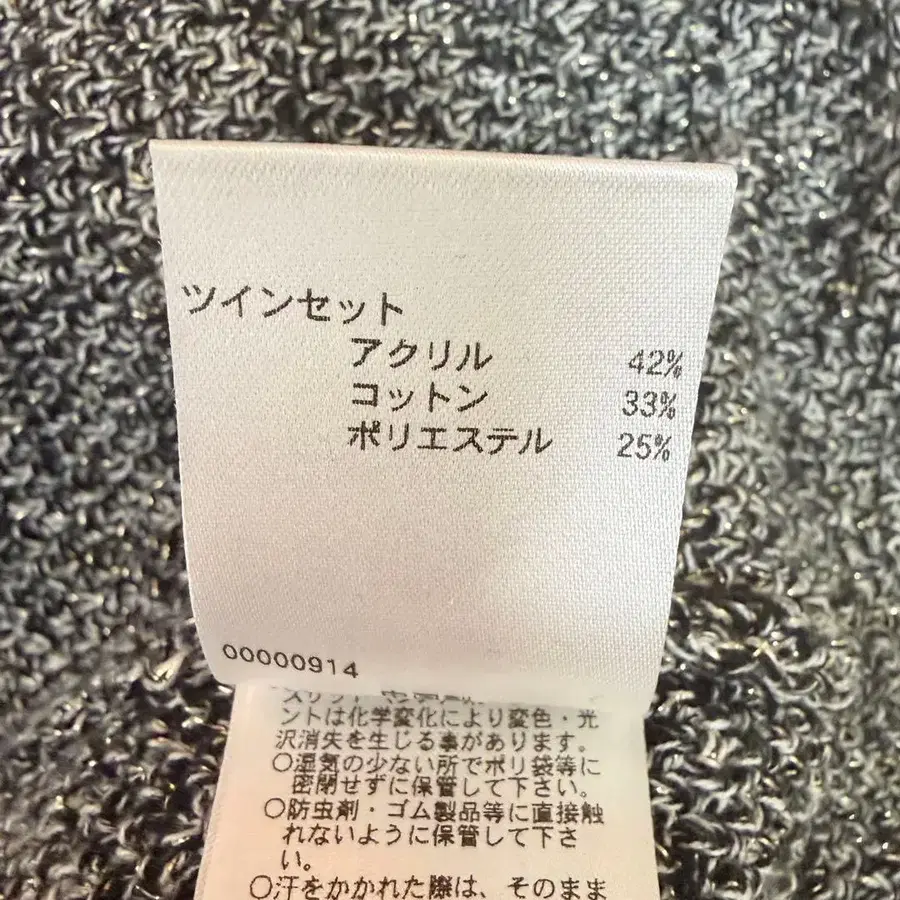 ツインセット
アクリル 42%
コットン 33%
ポリエステル 25%
00000914
ントは化学変化により変色・光
沢消失を生じる事があります。
○湿気の少ない所でポリ袋等に
密閉せずに保管して下さい。
○防虫剤・ゴム製品等に直接触
れないように保管して下さ
い。
○汗をかかれた際は、そのまま